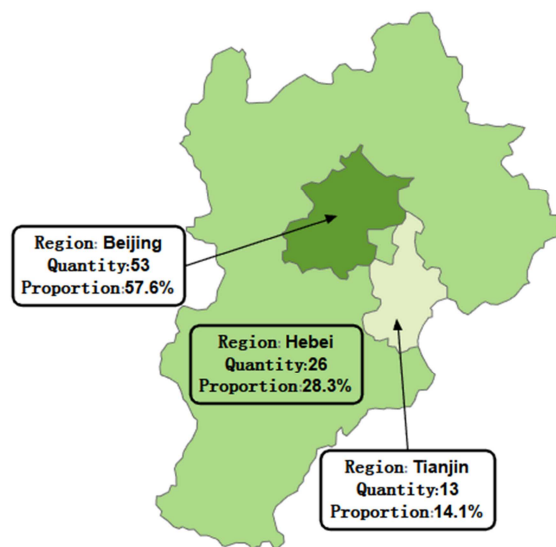 Region: Beijing
Quantity:53
Proportion:57.6%
Region: Hebei
Quantity:26
Proportion:28.3%
Region: Tianjin
Quantity:13
Proportion:14.1%